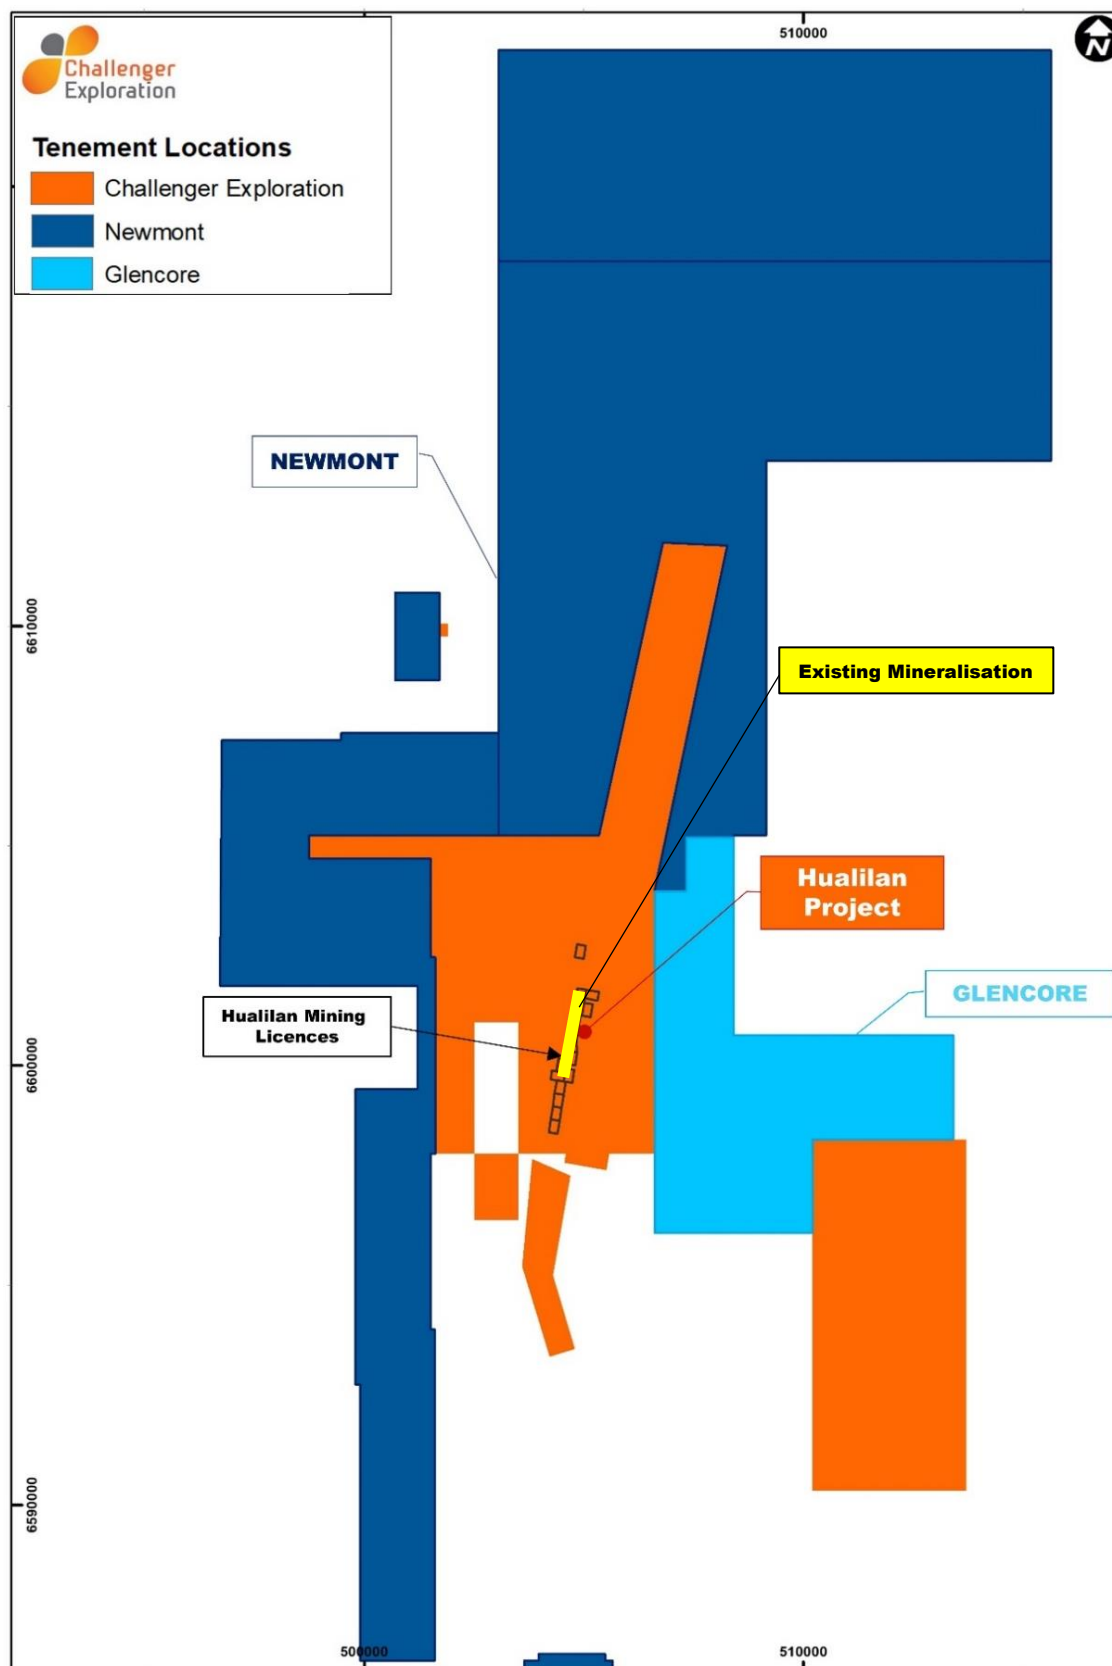 510000
N
Challenger
Exploration
Tenement Locations
Challenger Exploration
Newmont
Glencore
NEWMONT
6610000
Existing Mineralisation
Hualilan
Project
GLENCORE
Hualilan Mining
Licences
6600000
6590000
500000
510000